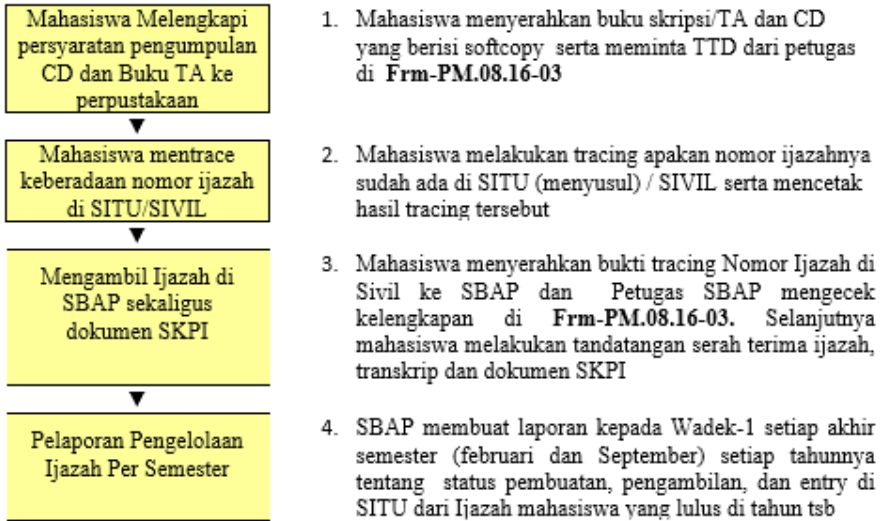 Mahasiswa Melengkapi
persyaratan pengumpulan
CD dan Buku TA ke
perpustakaan
1. Mahasiswa menyerahkan buku skripsi/TA dan CD
yang berisi softcopy serta meminta TTD dari petugas
di Frm-PM.08.16-03
Mahasiswa mentrace
keberadaan nomor ijazah
di SITU/SIVIL
2. Mahasiswa melakukan tracing apakan nomor ijazahnya
sudah ada di SITU (menyusul) / SIVIL serta mencetak
hasil tracing tersebut
Mengambil Ijazah di
SBAP sekaligus
dokumen SKPI
3. Mahasiswa menyerahkan bukti tracing Nomor Ijazah di
Sivil ke SBAP dan Petugas SBAP mengecek
kelengkapan di Frm-PM.08.16-03. Selanjutnya
mahasiswa melakukan tandatangan serah terima ijazah,
transkrip dan dokumen SKPI
Pelaporan Pengelolaan
Ijazah Per Semester
4. SBAP membuat laporan kepada Wadek-1 setiap akhir
semester (februari dan September) setiap tahunnya
tentang status pembuatan, pengambilan, dan entry di
SITU dari Ijazah mahasiswa yang lulus di tahun tsb